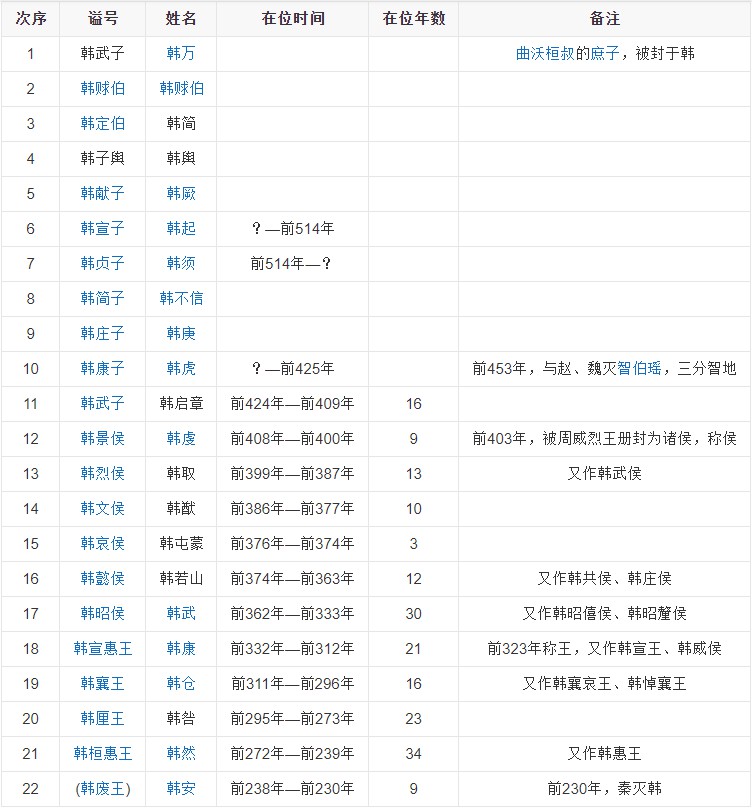 次序 谥号 姓名 在位时间 在位年数 备注
1 韩武子 韩万 曲沃桓叔的庶子，被封于韩
2 韩赇伯 韩赇伯
3 韩定伯 韩简
4 韩子舆 韩舆
5 韩献子 韩厥
6 韩宣子 韩起 ？—前514年
7 韩贞子 韩须 前514年—？
8 韩简子 韩不信
9 韩庄子 韩庚
10 韩康子 韩虎 ？—前425年 前453年，与赵、魏灭智伯瑶，三分智地
11 韩武子 韩启章 前424年—前409年 16
12 韩景侯 韩虔 前408年—前400年 9 前403年，被周威烈王册封为诸侯，称侯
13 韩烈侯 韩取 前399年—前387年 13 又作韩武侯
14 韩文侯 韩猷 前386年—前377年 10
15 韩哀侯 韩屯蒙 前376年—前374年 3
16 韩懿侯 韩若山 前374年—前363年 12 又作韩共侯、韩庄侯
17 韩昭侯 韩武 前362年—前333年 30 又作韩昭僖侯、韩昭釐侯
18 韩宣惠王 韩康 前332年—前312年 21 前323年称王，又作韩宣王、韩威侯
19 韩襄王 韩仓 前311年—前296年 16 又作韩襄哀王、韩悼襄王
20 韩厘王 韩咎 前295年—前273年 23
21 韩桓惠王 韩然 前272年—前239年 34 又作韩惠王
22 (韩废王) 韩安 前238年—前230年 9 前230年，秦灭韩